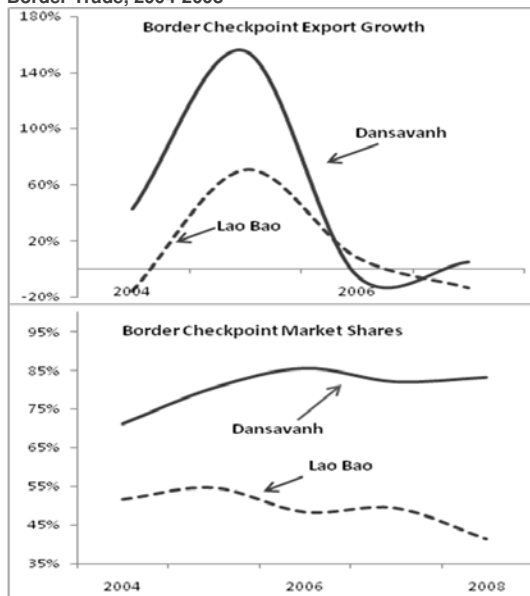 Border Trade, 2004-2008
180%
Border Checkpoint Export Growth
140%
100%
Dansavanh
60%
Lao Bao
20%
-20%
2004
2006
95%
Border Checkpoint Market Shares
85%
75%
Dansavanh
65%
Lao Bao
55%
45%
35%
2004
2006
2008